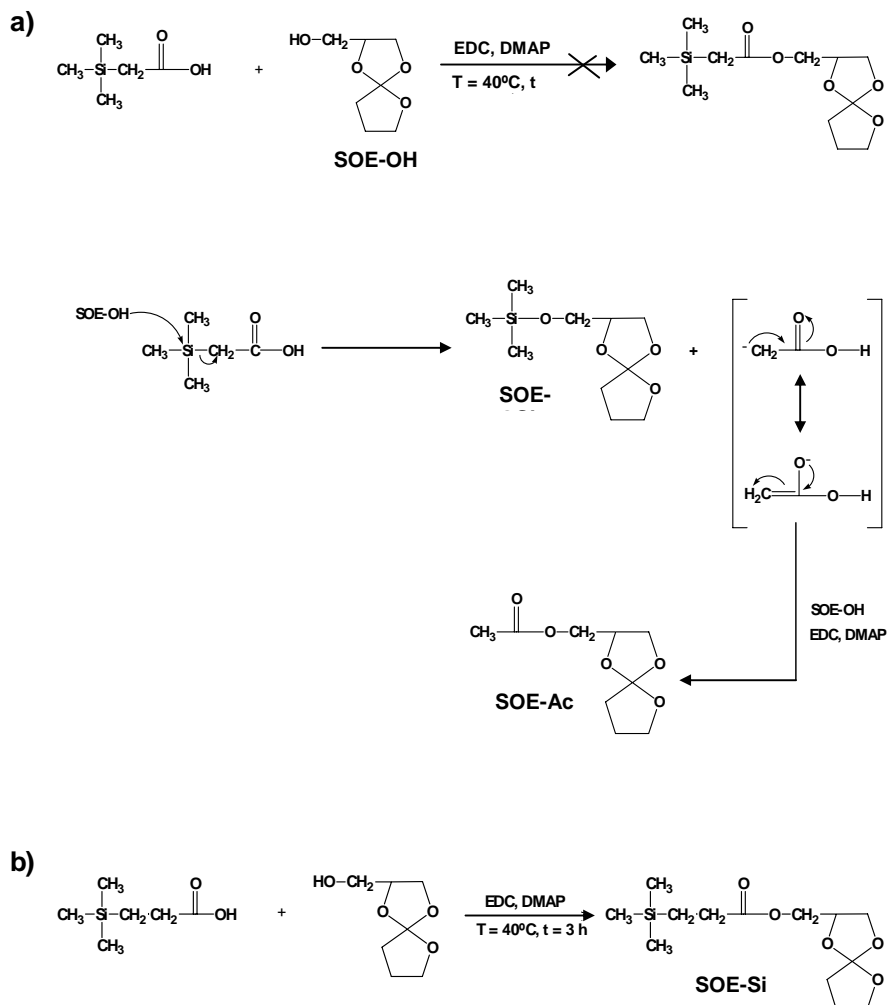 a)
CH₃
CH₃–Si–CH₂
CH₃
O
OH
+
HO–CH₂
O
O
O
SOE-OH
EDC, DMAP
T = 40ºC, t
CH₃
CH₃–Si–CH₂
CH₃
O
O–CH₂
O
O
O
SOE-OH
CH₃
CH₃–Si–CH₂
CH₃
O
OH
CH₃
CH₃–Si–O–CH₂
CH₃
O
O
O
SOE-
+
O
⁻CH₂
O–H
O⁻
H₂C
O–H
SOE-OH
EDC, DMAP
O
CH₃
O–CH₂
O
O
O
SOE-Ac
b)
CH₃
CH₃–Si–CH₂·CH₂
CH₃
O
OH
+
HO–CH₂
O
O
O
EDC, DMAP
T = 40ºC, t = 3 h
CH₃
CH₃–Si–CH₂·CH₂
CH₃
O
O–CH₂
O
O
O
SOE-Si